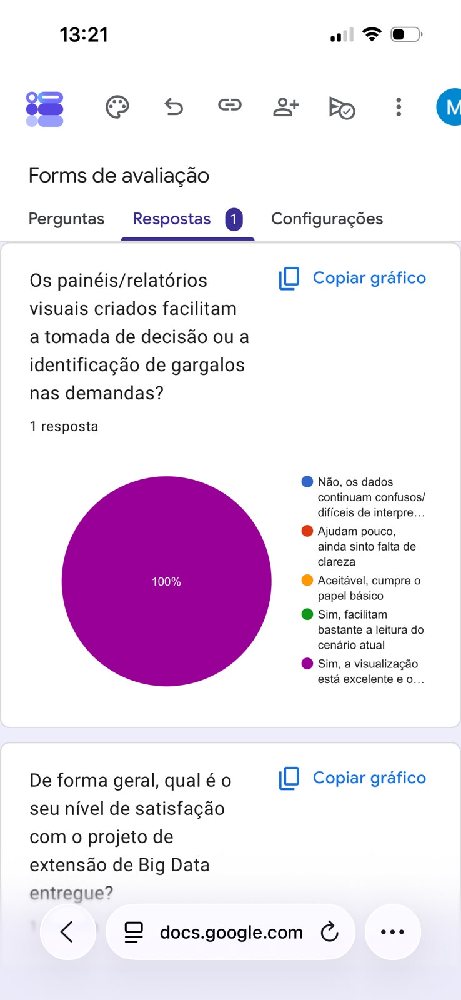 13:21
M
Forms de avaliação
Perguntas Respostas 1 Configurações
Os painéis/relatórios
visuais criados facilitam
a tomada de decisão ou a
identificação de gargalos
nas demandas?
Copiar gráfico
1 resposta
100%
Não, os dados
continuam confusos/
difíceis de interpre...
Ajudam pouco,
ainda sinto falta de
clareza
Aceitável, cumpre o
papel básico
Sim, facilitam
bastante a leitura do
cenário atual
Sim, a visualização
está excelente e o...
De forma geral, qual é o
seu nível de satisfação
com o projeto de
extensão de Big Data
entregue?
Copiar gráfico
docs.google.com